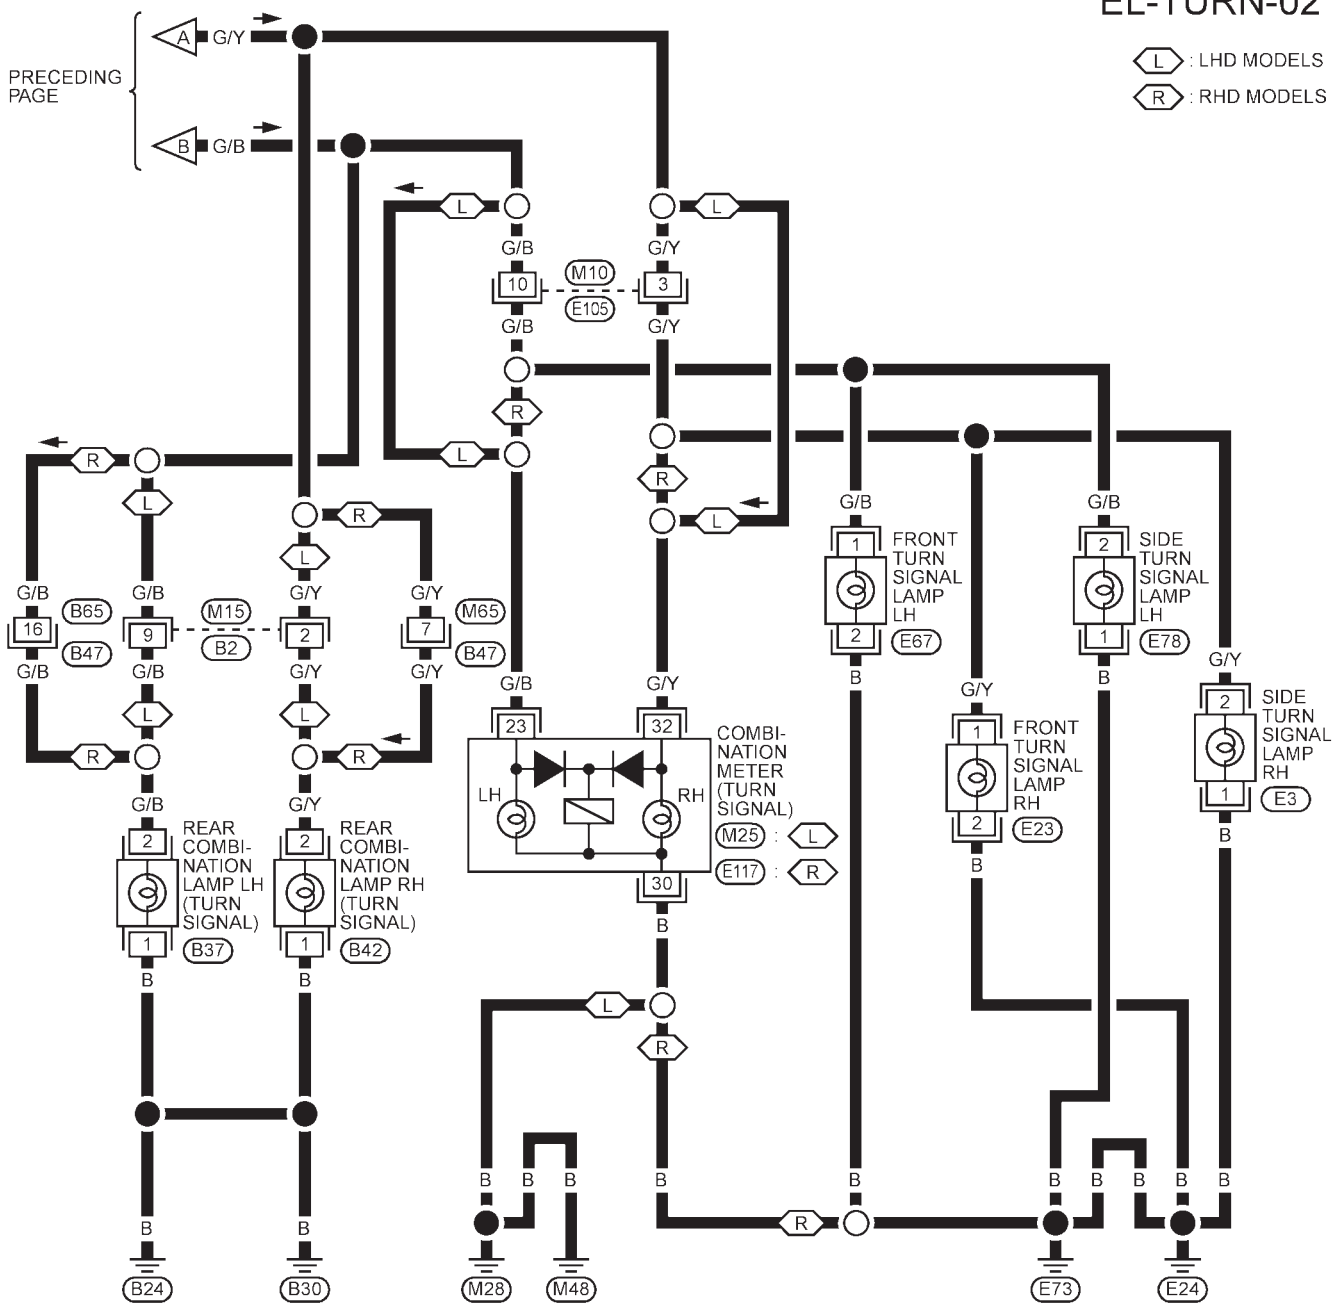 EL-TURN-02
L : LHD MODELS
R : RHD MODELS
PRECEDING
PAGE
A G/Y
B G/B
L
L
G/B
G/Y
10
M10
E105
3
G/B
G/Y
R
L
R
L
R
L
R
L
G/B
G/B
G/Y
G/Y
16
B65
B47
9
M15
B2
2
7
M65
B47
G/B
G/B
G/Y
G/Y
L
L
R
R
G/B
G/Y
2
REAR
COMBI-
NATION
LAMP LH
(TURN
SIGNAL)
1
B37
B
2
REAR
COMBI-
NATION
LAMP RH
(TURN
SIGNAL)
1
B42
B
G/B
G/Y
23
32
LH
RH
COMBI-
NATION
METER
(TURN
SIGNAL)
M25 : L
E117 : R
30
B
L
R
G/B
1
FRONT
TURN
SIGNAL
LAMP
LH
2
E67
B
G/B
2
SIDE
TURN
SIGNAL
LAMP
LH
1
E78
B
G/Y
1
FRONT
TURN
SIGNAL
LAMP
RH
2
E23
B
G/Y
2
SIDE
TURN
SIGNAL
LAMP
RH
1
E3
B
B
B
B
B
B
B
B
B
B
B
R
B
B
B24
B30
M28
M48
E73
E24